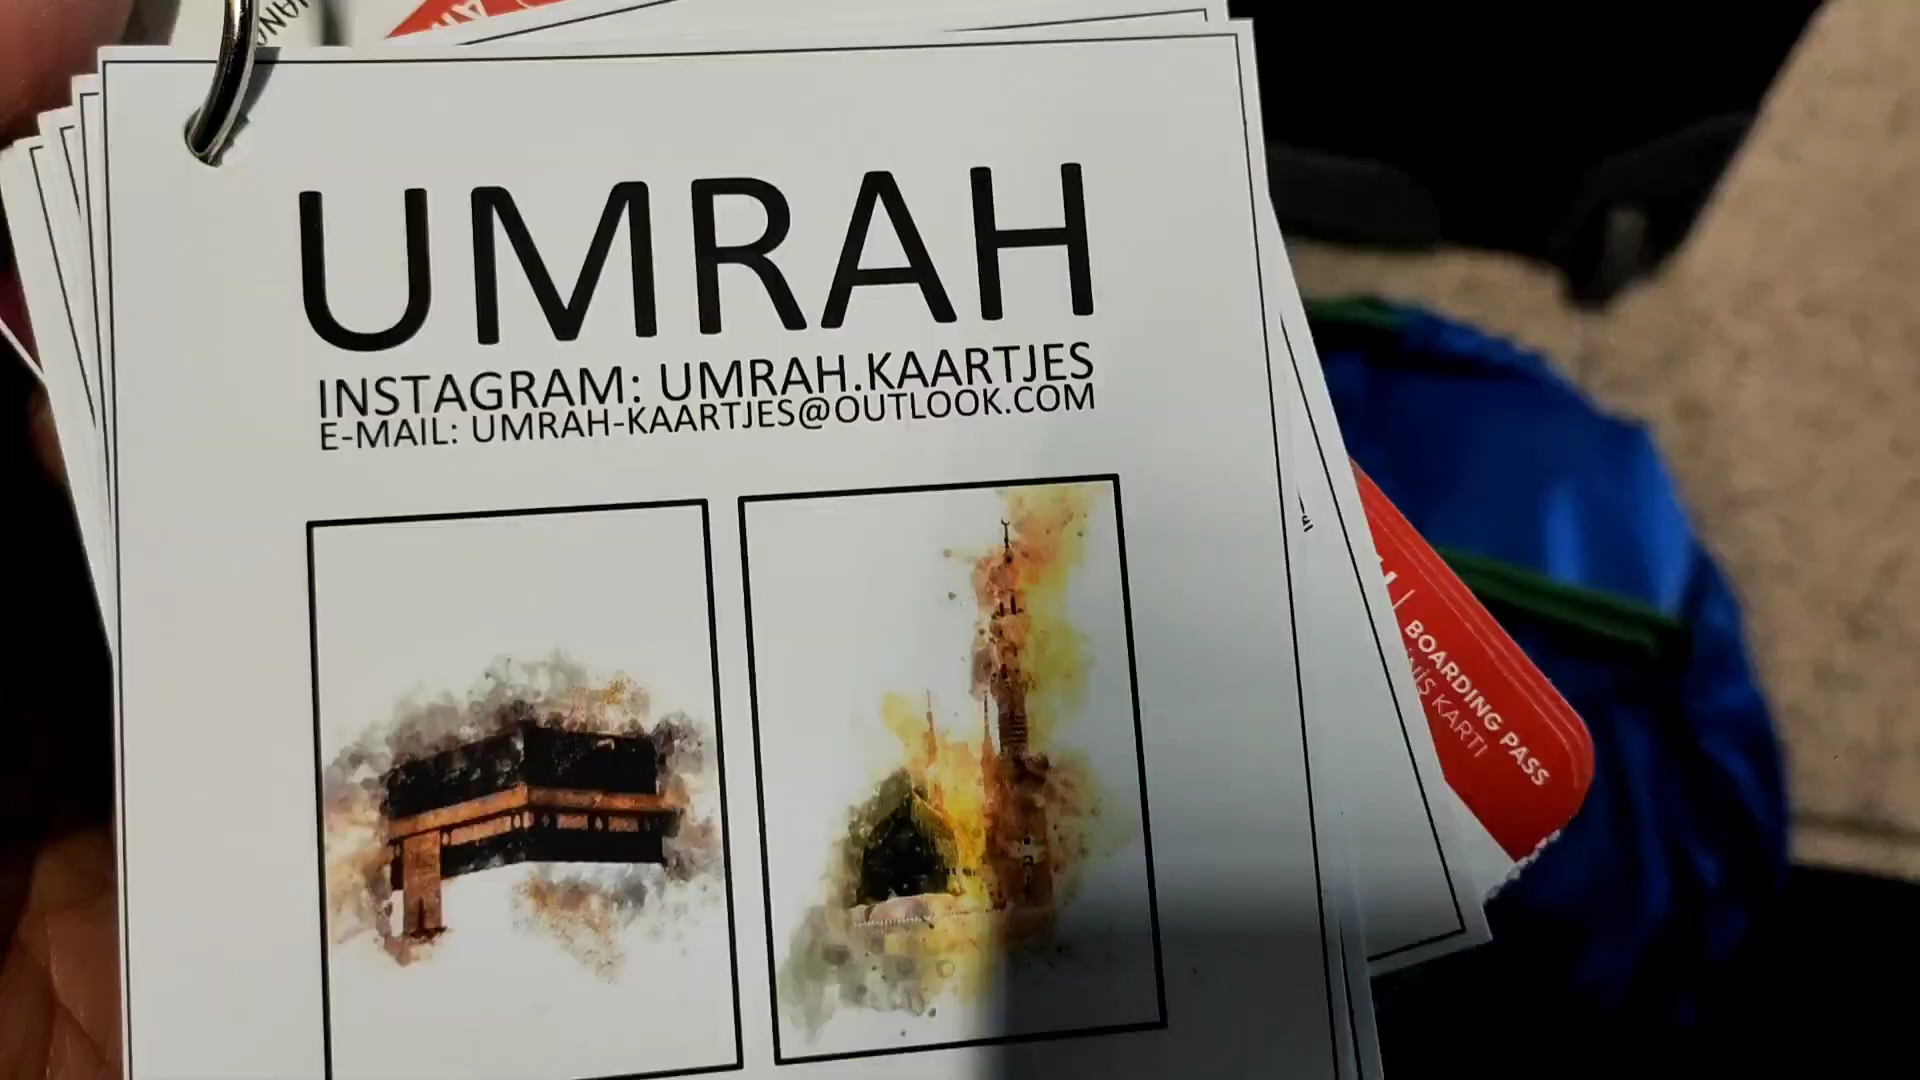 UMRAH
INSTAGRAM: UMRAH.KAARTJES
E-MAIL: UMRAH-KAARTJES@OUTLOOK.COM
BOARDING PASS
KARTI